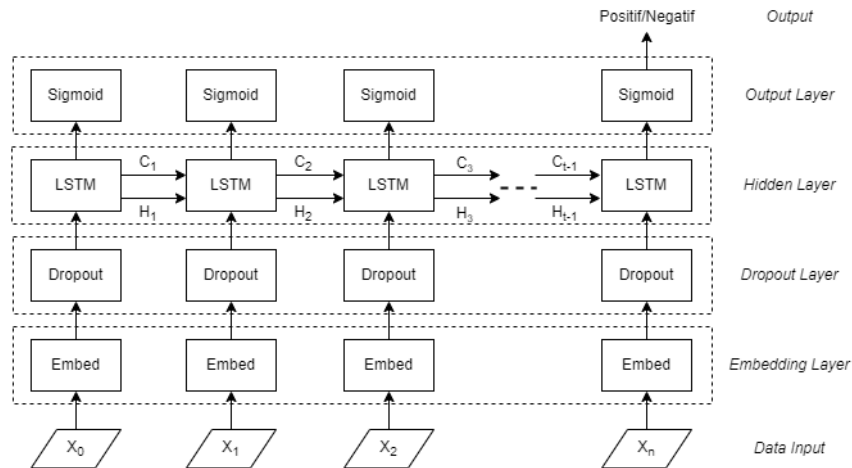 Positif/Negatif Output
Sigmoid Sigmoid Sigmoid Sigmoid Output Layer
C1 C2 C3 Ct-1
LSTM LSTM LSTM LSTM Hidden Layer
H1 H2 H3 Ht-1
Dropout Dropout Dropout Dropout Dropout Layer
Embed Embed Embed Embed Embedding Layer
X0 X1 X2 Xn Data Input